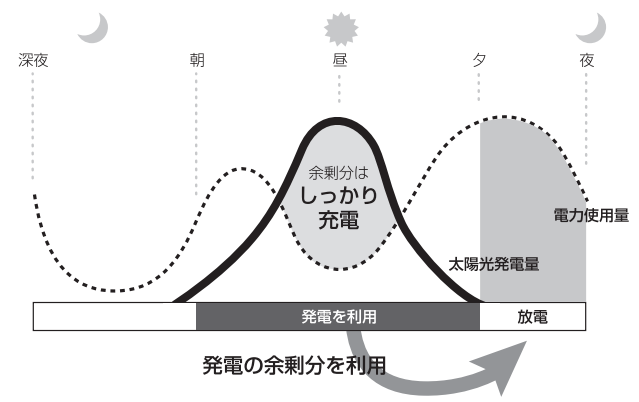 深夜
朝
昼
夕
夜
余剰分は
しっかり
充電
電力使用量
太陽光発電量
発電を利用
放電
発電の余剰分を利用